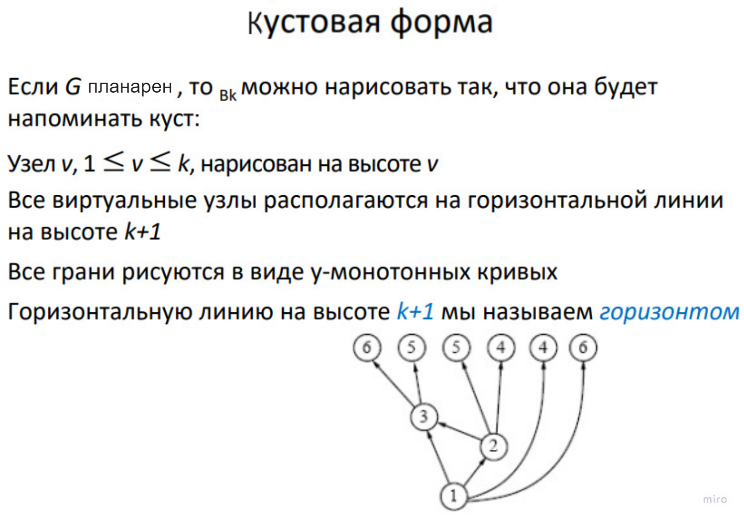 Кустовая форма
Если G планарен , то Bk можно нарисовать так, что она будет
напоминать куст:
Узел v, 1 ≤ v ≤ k, нарисован на высоте v
Все виртуальные узлы располагаются на горизонтальной линии
на высоте k+1
Все грани рисуются в виде y-монотонных кривых
Горизонтальную линию на высоте k+1 мы называем горизонтом
6 5 5 4 4 6
3
2
1
miro